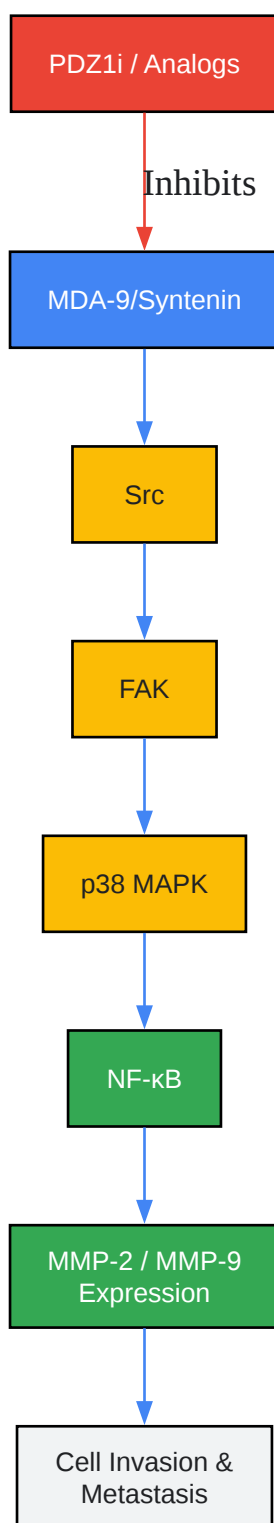 PDZ1i / Analogs
Inhibits
MDA-9/Syntenin
Src
FAK
p38 MAPK
NF-κB
MMP-2 / MMP-9
Expression
Cell Invasion &
Metastasis